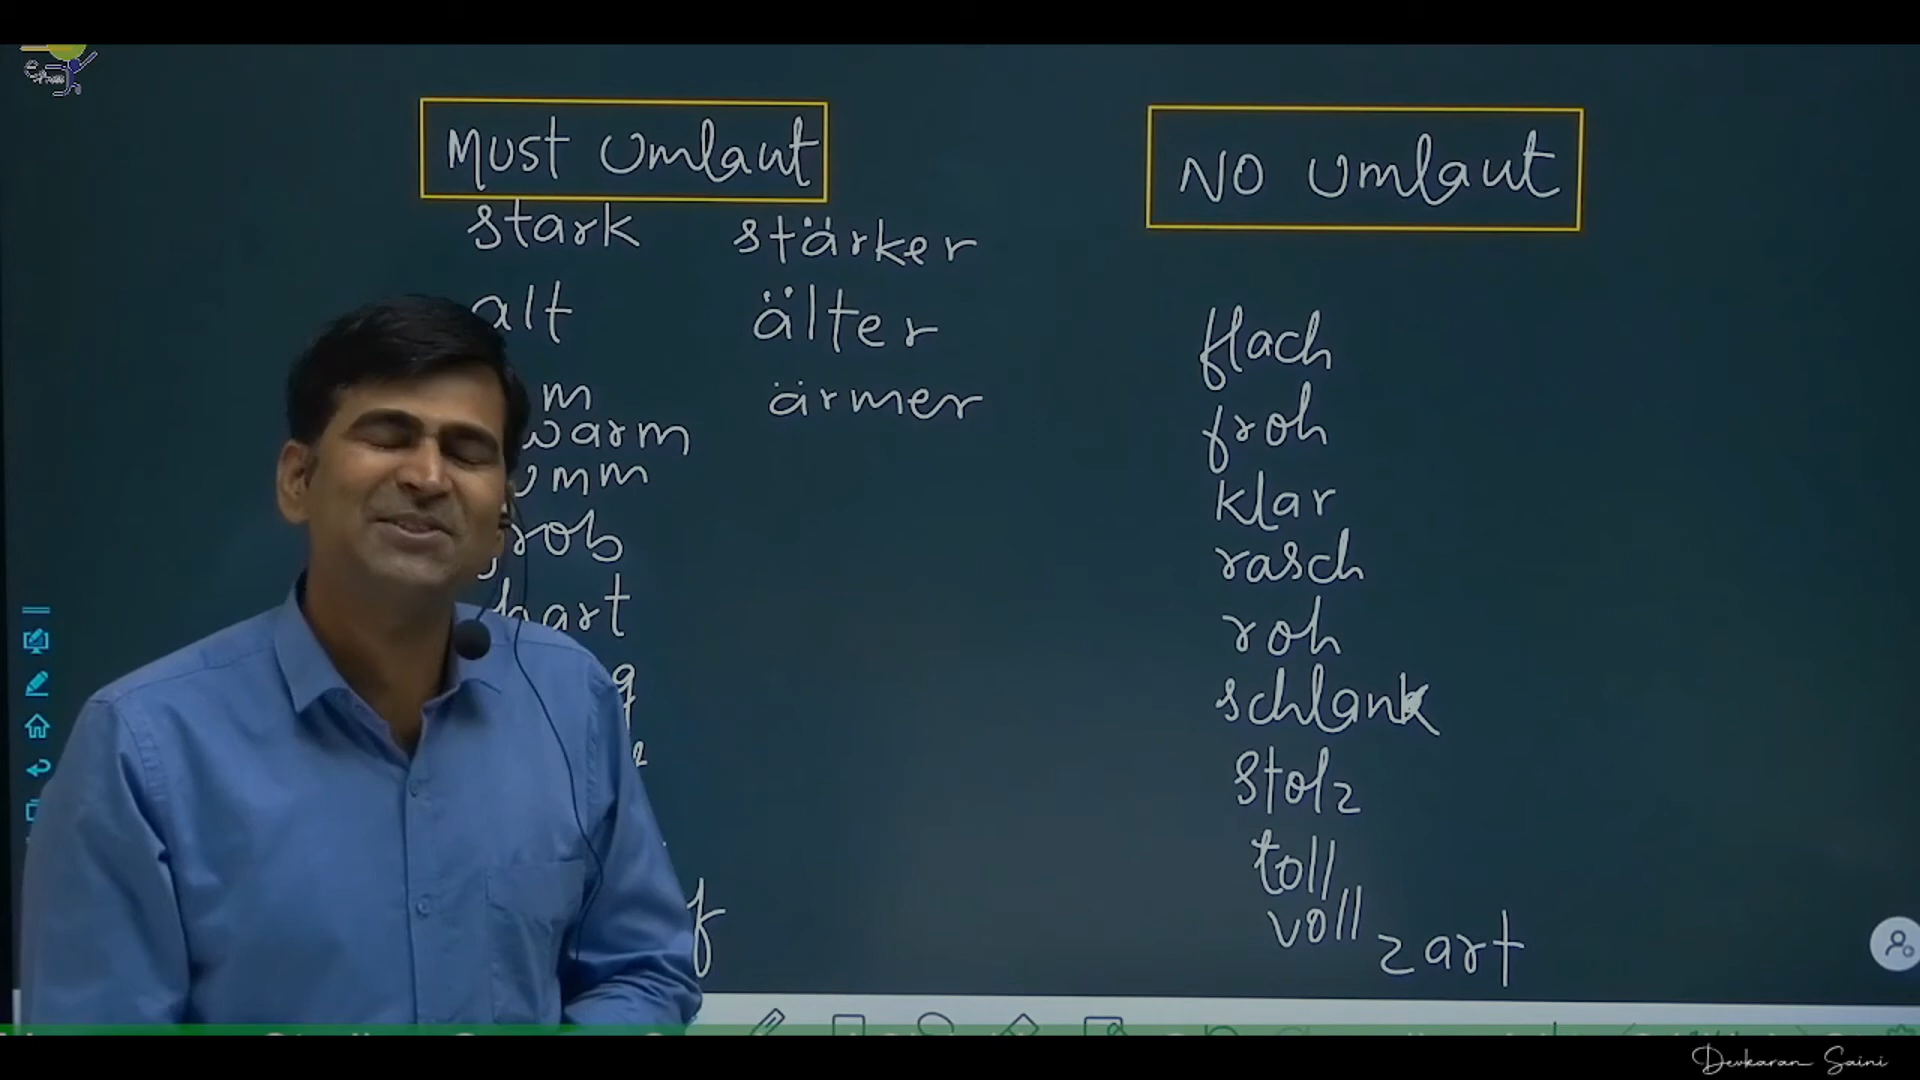 Must Umlaut
stark stärker
alt älter
ärmer
warm
hart
NO Umlaut
flach
froh
klar
rasch
roh
schlank
stolz
toll
voll
zart
Devkaran Saini